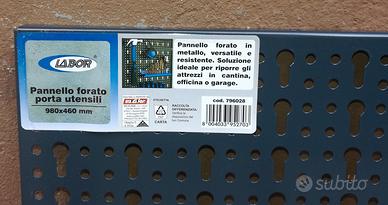 LABOR
Pannello forato
porta utensili
980x460 mm
Pannello forato in
metallo, versatile e
resistente. Soluzione
ideale per riporre gli
attrezzi in cantina,
officina o garage.
cod. 796028
RACCOLTA
DIFFERENZIATA
CARTA
8 004033 952703
subito